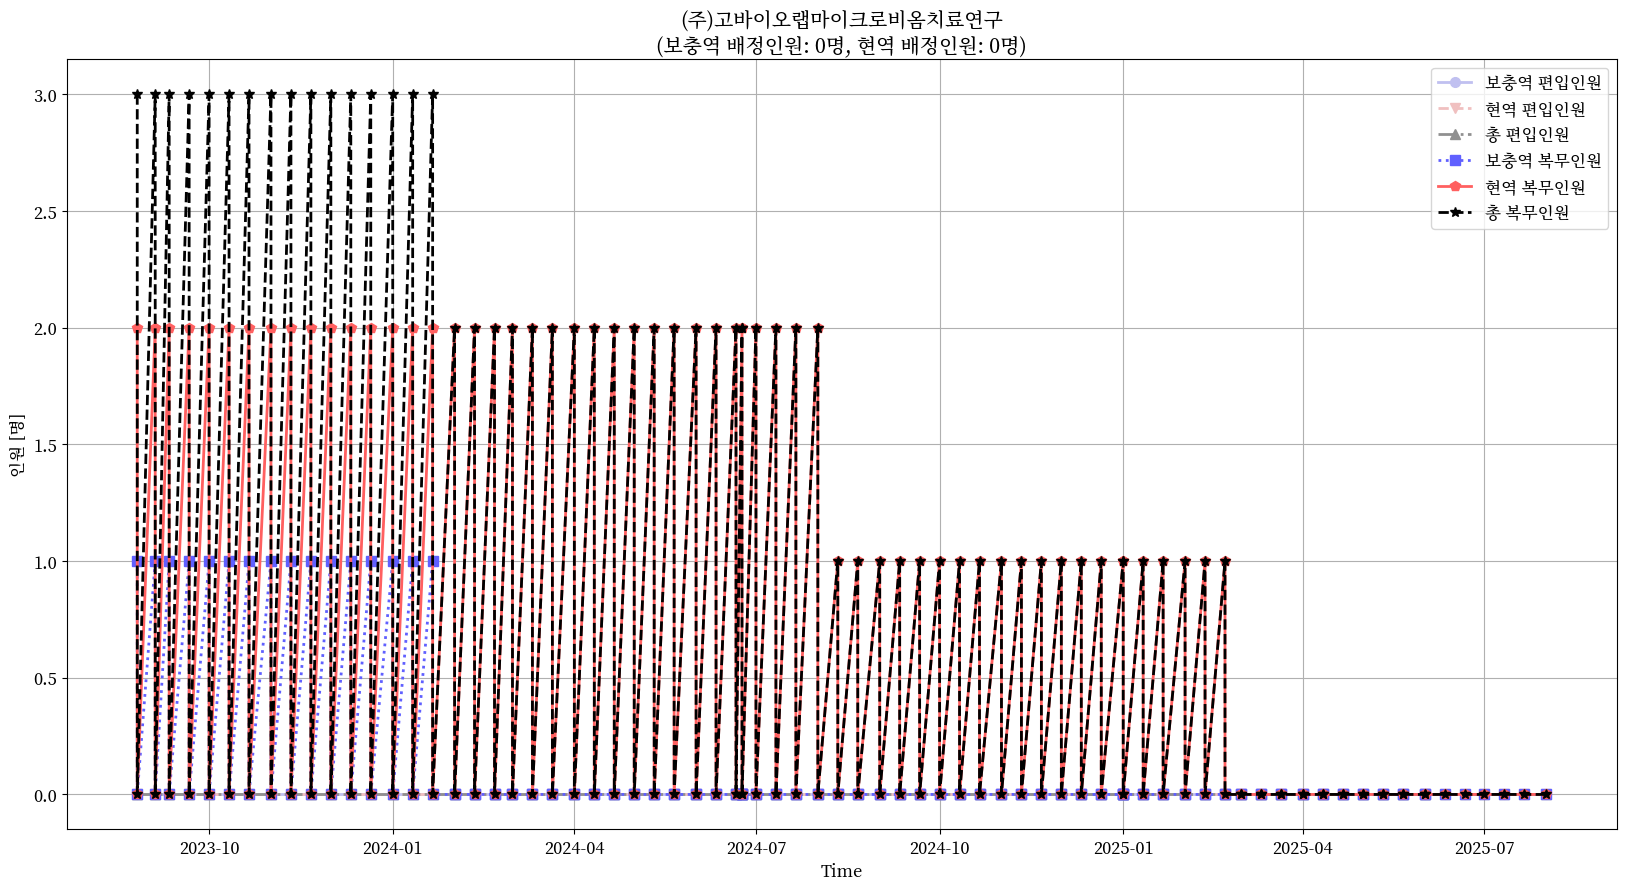 (주)고바이오랩마이크로비옴치료연구
(보충역 배정인원: 0명, 현역 배정인원: 0명)
보충역 편입인원
현역 편입인원
총 편입인원
보충역 복무인원
현역 복무인원
총 복무인원
인원 [명]
3.0
2.5
2.0
1.5
1.0
0.5
0.0
2023-10
2024-01
2024-04
2024-07
2024-10
2025-01
2025-04
2025-07
Time